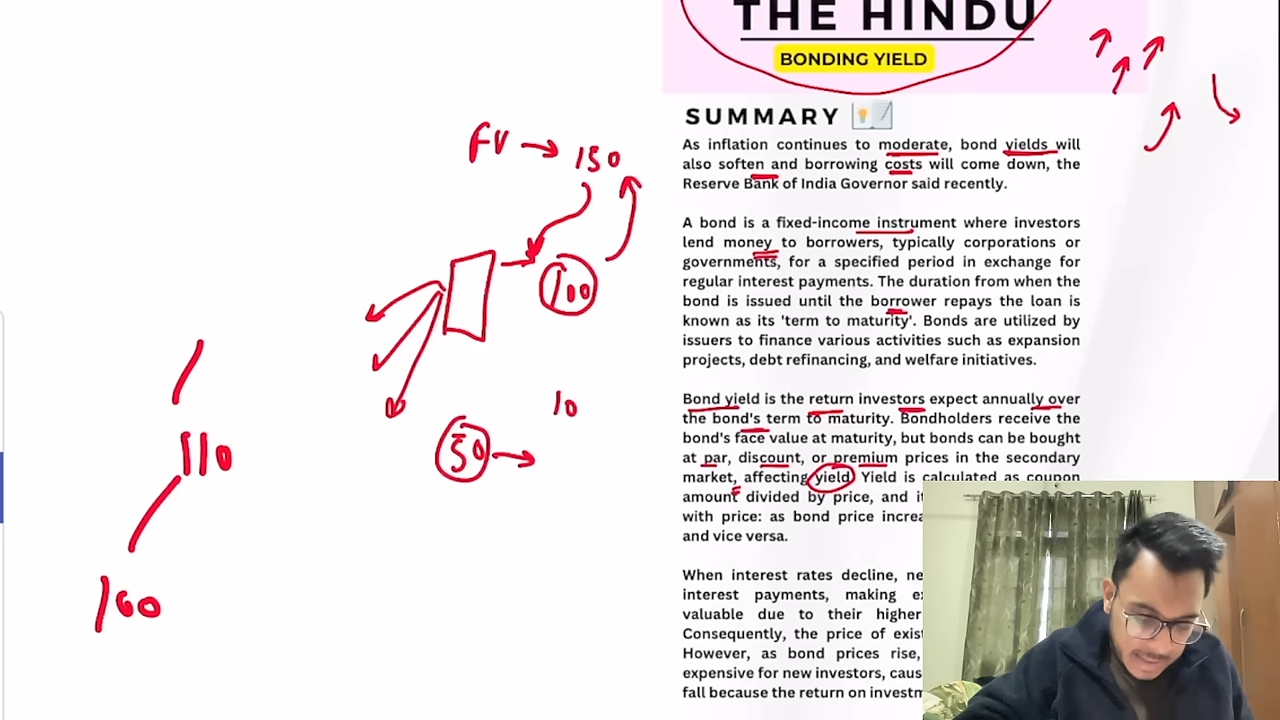 THE HINDU
BONDING YIELD
SUMMARY
As inflation continues to moderate, bond yields will
also soften and borrowing costs will come down, the
Reserve Bank of India Governor said recently.
A bond is a fixed-income instrument where investors
lend money to borrowers, typically corporations or
governments, for a specified period in exchange for
regular interest payments. The duration from when the
bond is issued until the borrower repays the loan is
known as its 'term to maturity'. Bonds are utilized by
issuers to finance various activities such as expansion
projects, debt refinancing, and welfare initiatives.
Bond yield is the return investors expect annually over
the bond's term to maturity. Bondholders receive the
bond's face value at maturity, but bonds can be bought
at par, discount, or premium prices in the secondary
market, affecting yield. Yield is calculated as coupon
amount divided by price, and
with price: as bond price
and vice versa.
When interest rates decline,
interest payments, making
valuable due to their higher
Consequently, the price of
However, as bond prices rise,
expensive for new investors,
fall because the return on
FV → 150
100
10
50 →
110
100